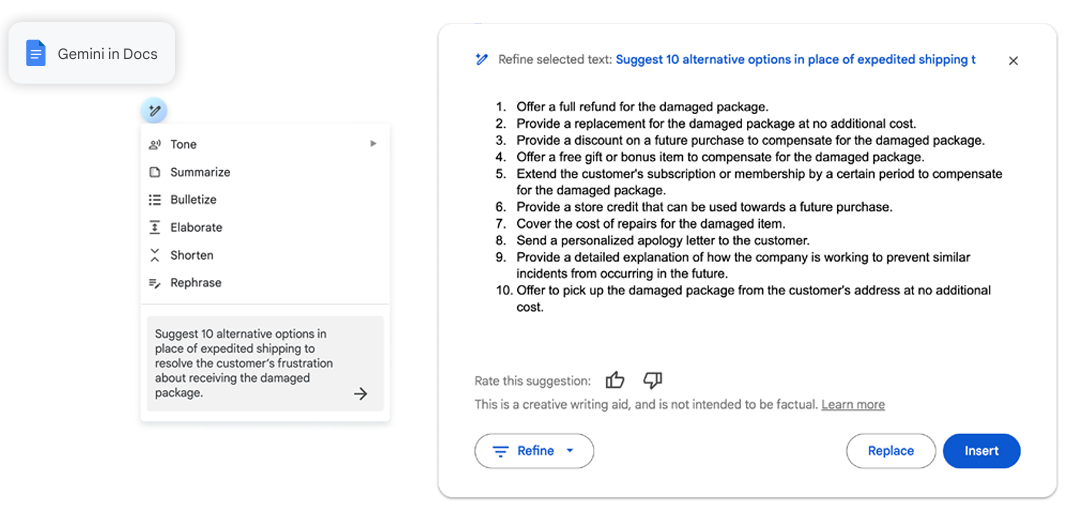 Gemini in Docs
Tone
Summarize
Bulletize
Elaborate
Shorten
Rephrase
Suggest 10 alternative options in
place of expedited shipping to
resolve the customer's frustration
about receiving the damaged
package.
Refine selected text: Suggest 10 alternative options in place of expedited shipping t
1. Offer a full refund for the damaged package.
2. Provide a replacement for the damaged package at no additional cost.
3. Provide a discount on a future purchase to compensate for the damaged package.
4. Offer a free gift or bonus item to compensate for the damaged package.
5. Extend the customer's subscription or membership by a certain period to compensate
for the damaged package.
6. Provide a store credit that can be used towards a future purchase.
7. Cover the cost of repairs for the damaged item.
8. Send a personalized apology letter to the customer.
9. Provide a detailed explanation of how the company is working to prevent similar
incidents from occurring in the future.
10. Offer to pick up the damaged package from the customer's address at no additional
cost.
Rate this suggestion:
This is a creative writing aid, and is not intended to be factual. Learn more
Refine
Replace
Insert